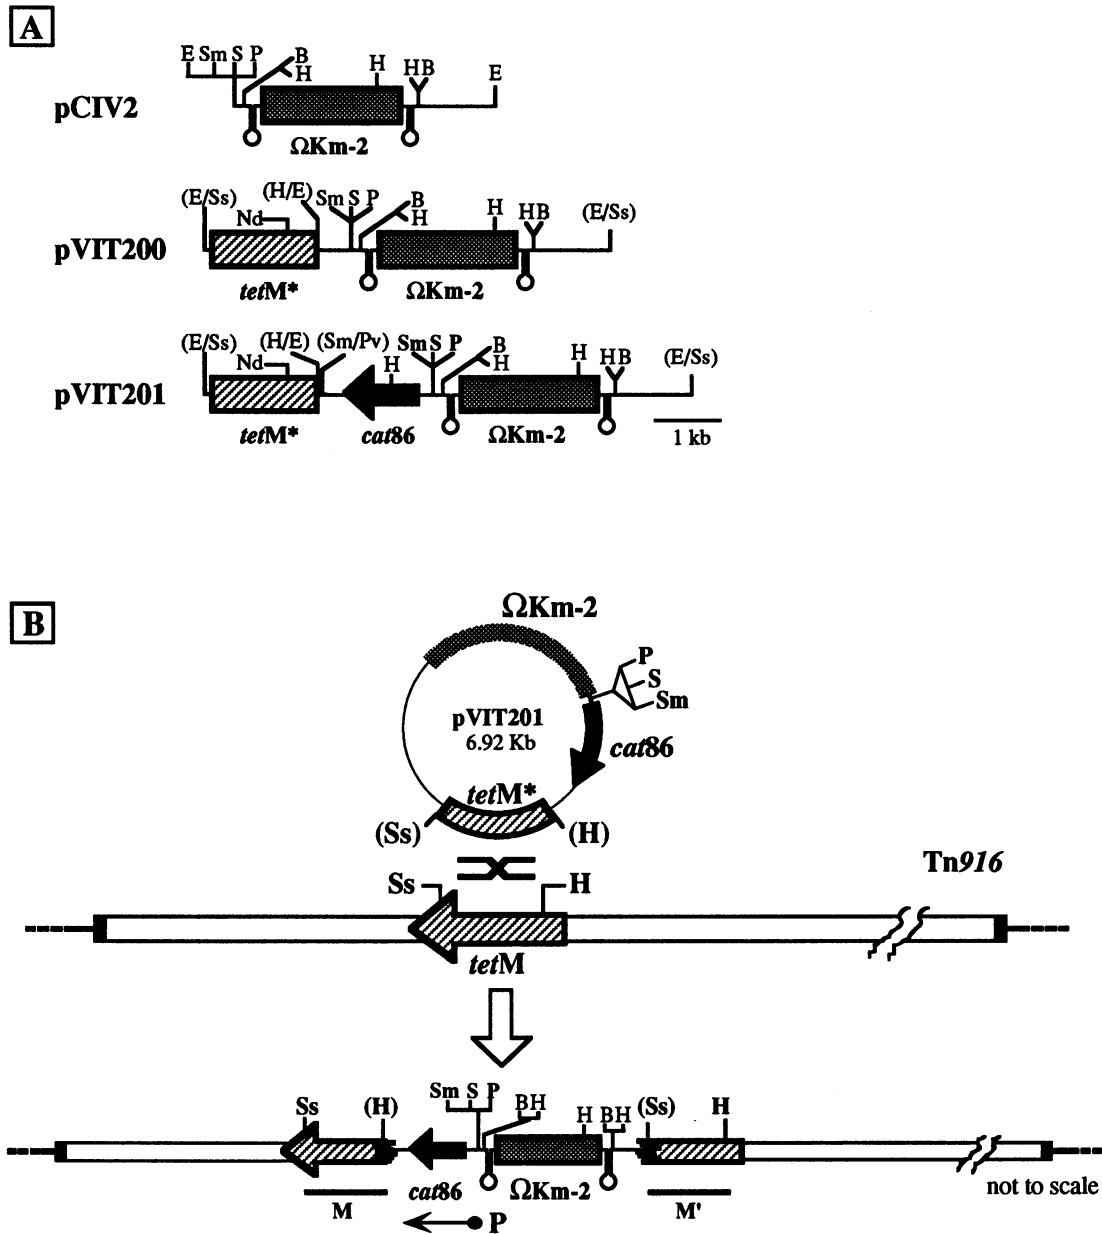 A
E Sm S P B H H HB E
pCIV2
ΩKm-2
(E/Ss) (H/E) Sm S P B H H HB (E/Ss)
Nd
pVIT200
tetM* ΩKm-2
(E/Ss) (H/E) (Sm/Pv) SmS P B H H HB (E/Ss)
Nd H
pVIT201
tetM* cat86 ΩKm-2
1 kb
B
ΩKm-2
P
S
Sm
pVIT201
6.92 Kb
cat86
tetM*
(Ss) (H)
Tn916
Ss H
tetM
Sm S P
Ss (H) BH H BH (Ss) H
cat86 ΩKm-2 not to scale
M M'
P